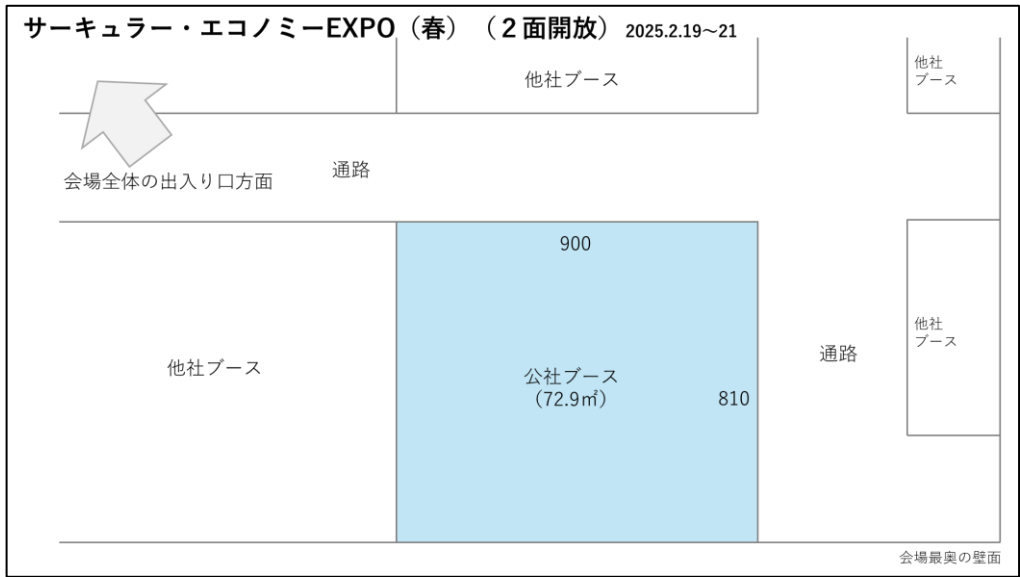 サーキュラー・エコノミーEXPO（春）（２面開放） 2025.2.19～21
他社ブース
他社
ブース
通路
会場全体の出入り口方面
900
他社ブース
公社ブース
（72.9㎡）
810
通路
他社
ブース
会場最奥の壁面